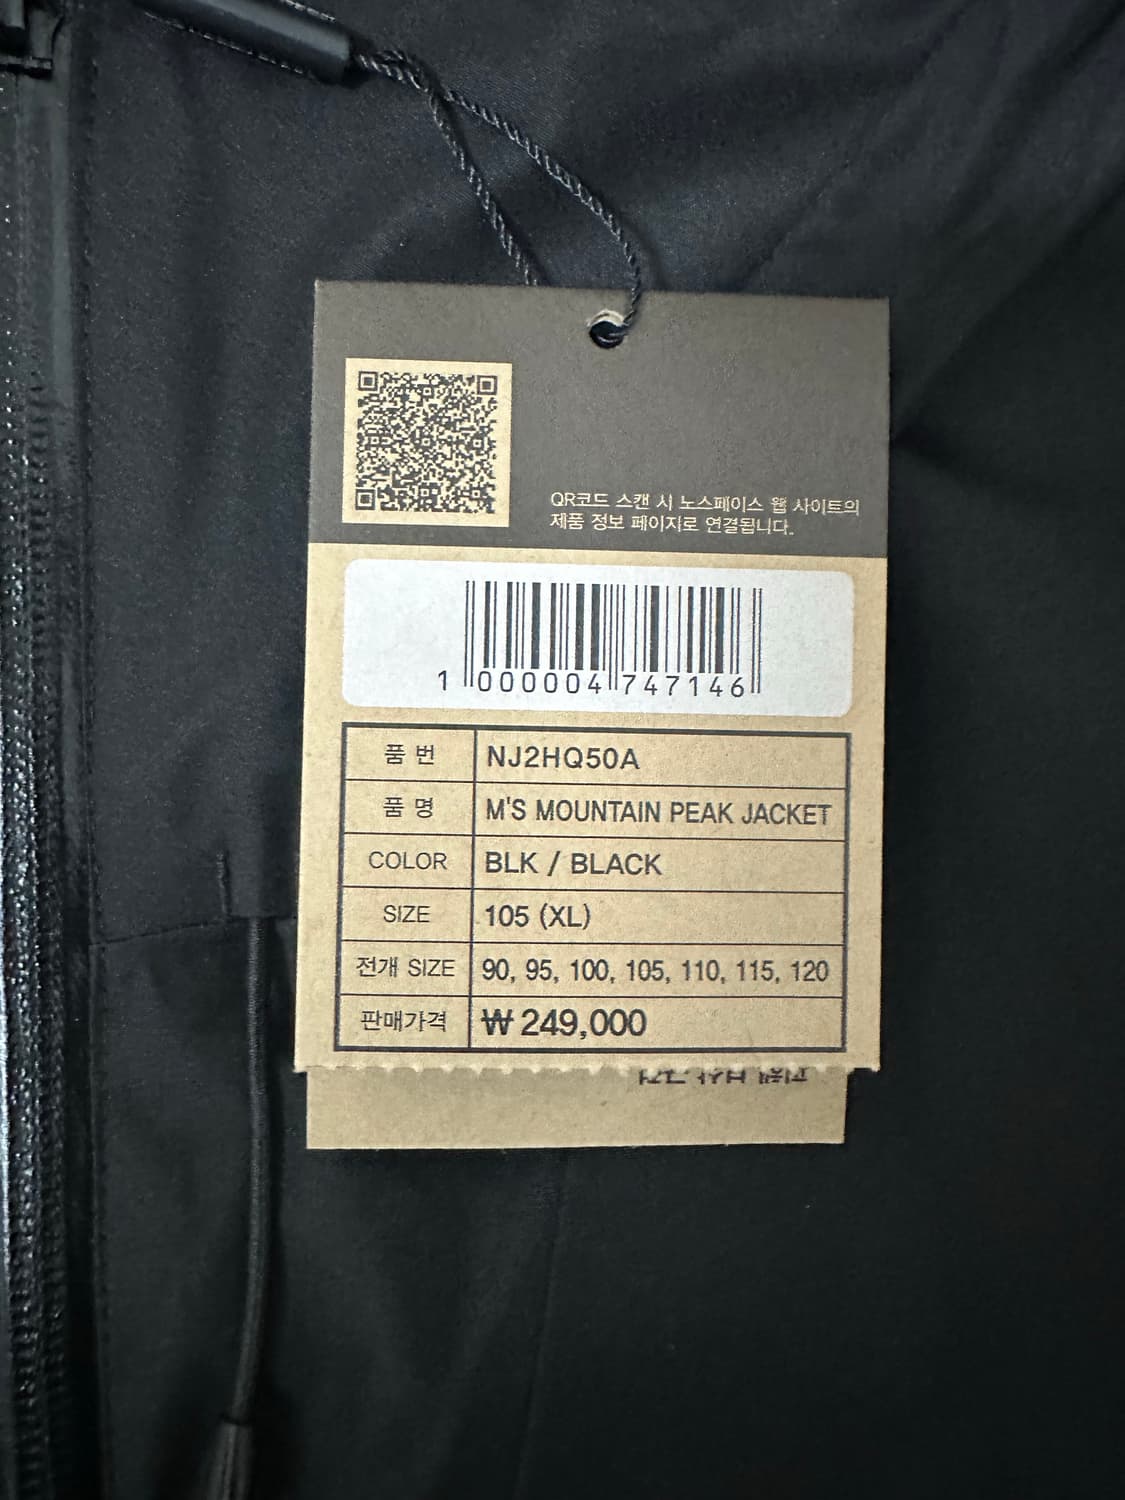 QR코드 스캔 시 노스페이스 웹 사이트의
제품 정보 페이지로 연결됩니다.
1 000004 747146
품 번 NJ2HQ50A
품 명 M'S MOUNTAIN PEAK JACKET
COLOR BLK / BLACK
SIZE 105 (XL)
전개 SIZE 90, 95, 100, 105, 110, 115, 120
판매가격 ₩ 249,000